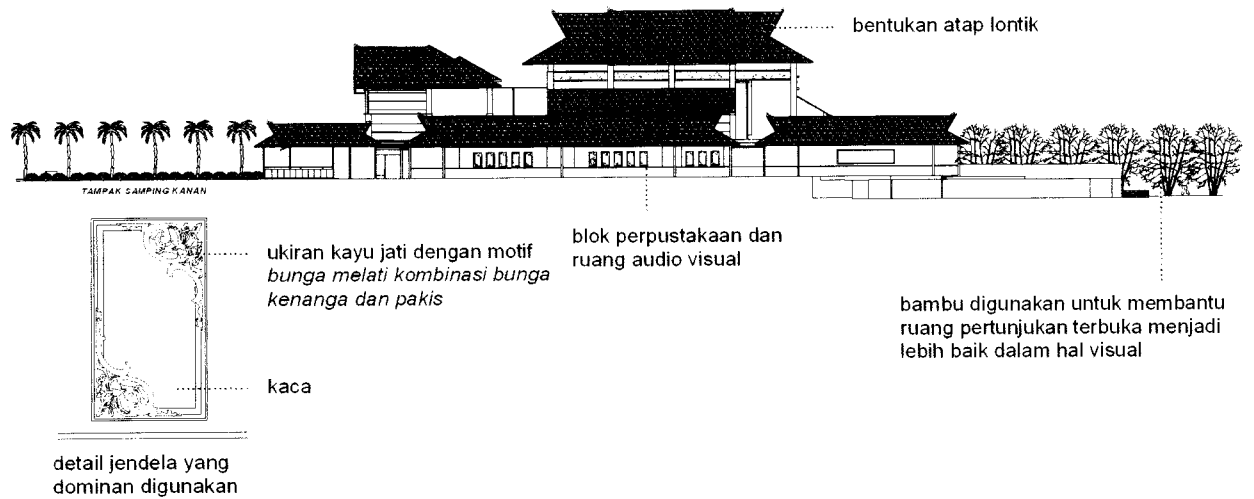 bentukan atap lontik
TAMPAK SAMPING KANAN
ukiran kayu jati dengan motif
bunga melati kombinasi bunga
kenanga dan pakis
blok perpustakaan dan
ruang audio visual
bambu digunakan untuk membantu
ruang pertunjukan terbuka menjadi
lebih baik dalam hal visual
kaca
detail jendela yang
dominan digunakan